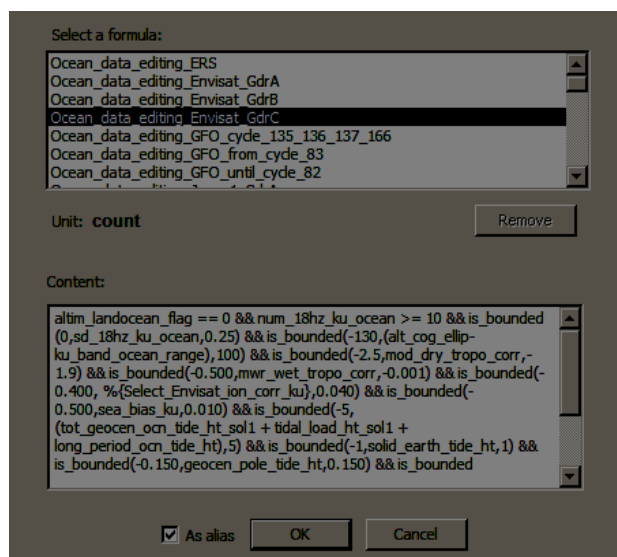 Select a formula:
Ocean_data_editing_ERS
Ocean_data_editing_Envisat_GdrA
Ocean_data_editing_Envisat_GdrB
Ocean_data_editing_Envisat_GdrC
Ocean_data_editing_GFO_cycle_135_136_137_166
Ocean_data_editing_GFO_from_cycle_83
Ocean_data_editing_GFO_until_cycle_82
Unit: count
Remove
Content:
altim_landocean_flag == 0 && num_18hz_ku_ocean >= 10 && is_bounded
(0,sd_18hz_ku_ocean,0.25) && is_bounded(-130,(alt_cog_ellip-
ku_band_ocean_range),100) && is_bounded(-2.5,mod_dry_tropo_corr,-
1.9) && is_bounded(-0.500,mwr_wet_tropo_corr,-0.001) && is_bounded(-
0.400, %{Select_Envisat_ion_corr_ku},0.040) && is_bounded(-
0.500,sea_bias_ku,0.010) && is_bounded(-5,
(tot_geocen_ocn_tide_ht_sol1 + tidal_load_ht_sol1 +
long_period_ocn_tide_ht),5) && is_bounded(-1,solid_earth_tide_ht,1) &&
is_bounded(-0.150,geocen_pole_tide_ht,0.150) && is_bounded
As alias
OK
Cancel